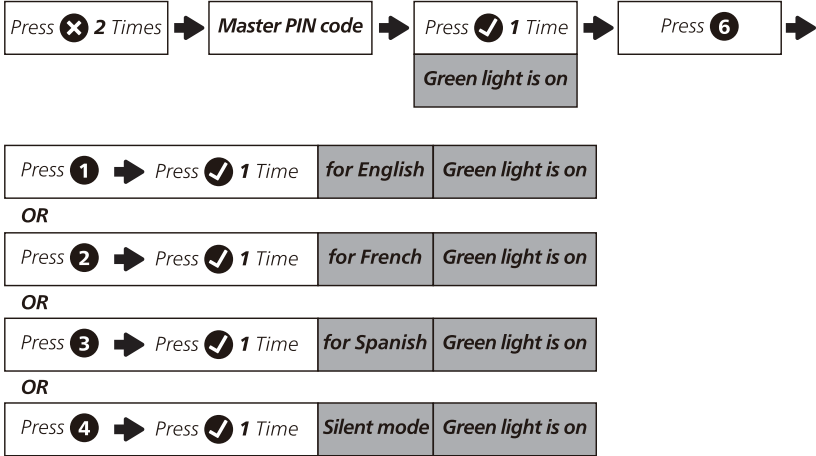 Press ✖ 2 Times Master PIN code Press ✔ 1 Time Press 6
Green light is on
Press 1 Press ✔ 1 Time for English Green light is on
OR
Press 2 Press ✔ 1 Time for French Green light is on
OR
Press 3 Press ✔ 1 Time for Spanish Green light is on
OR
Press 4 Press ✔ 1 Time Silent mode Green light is on